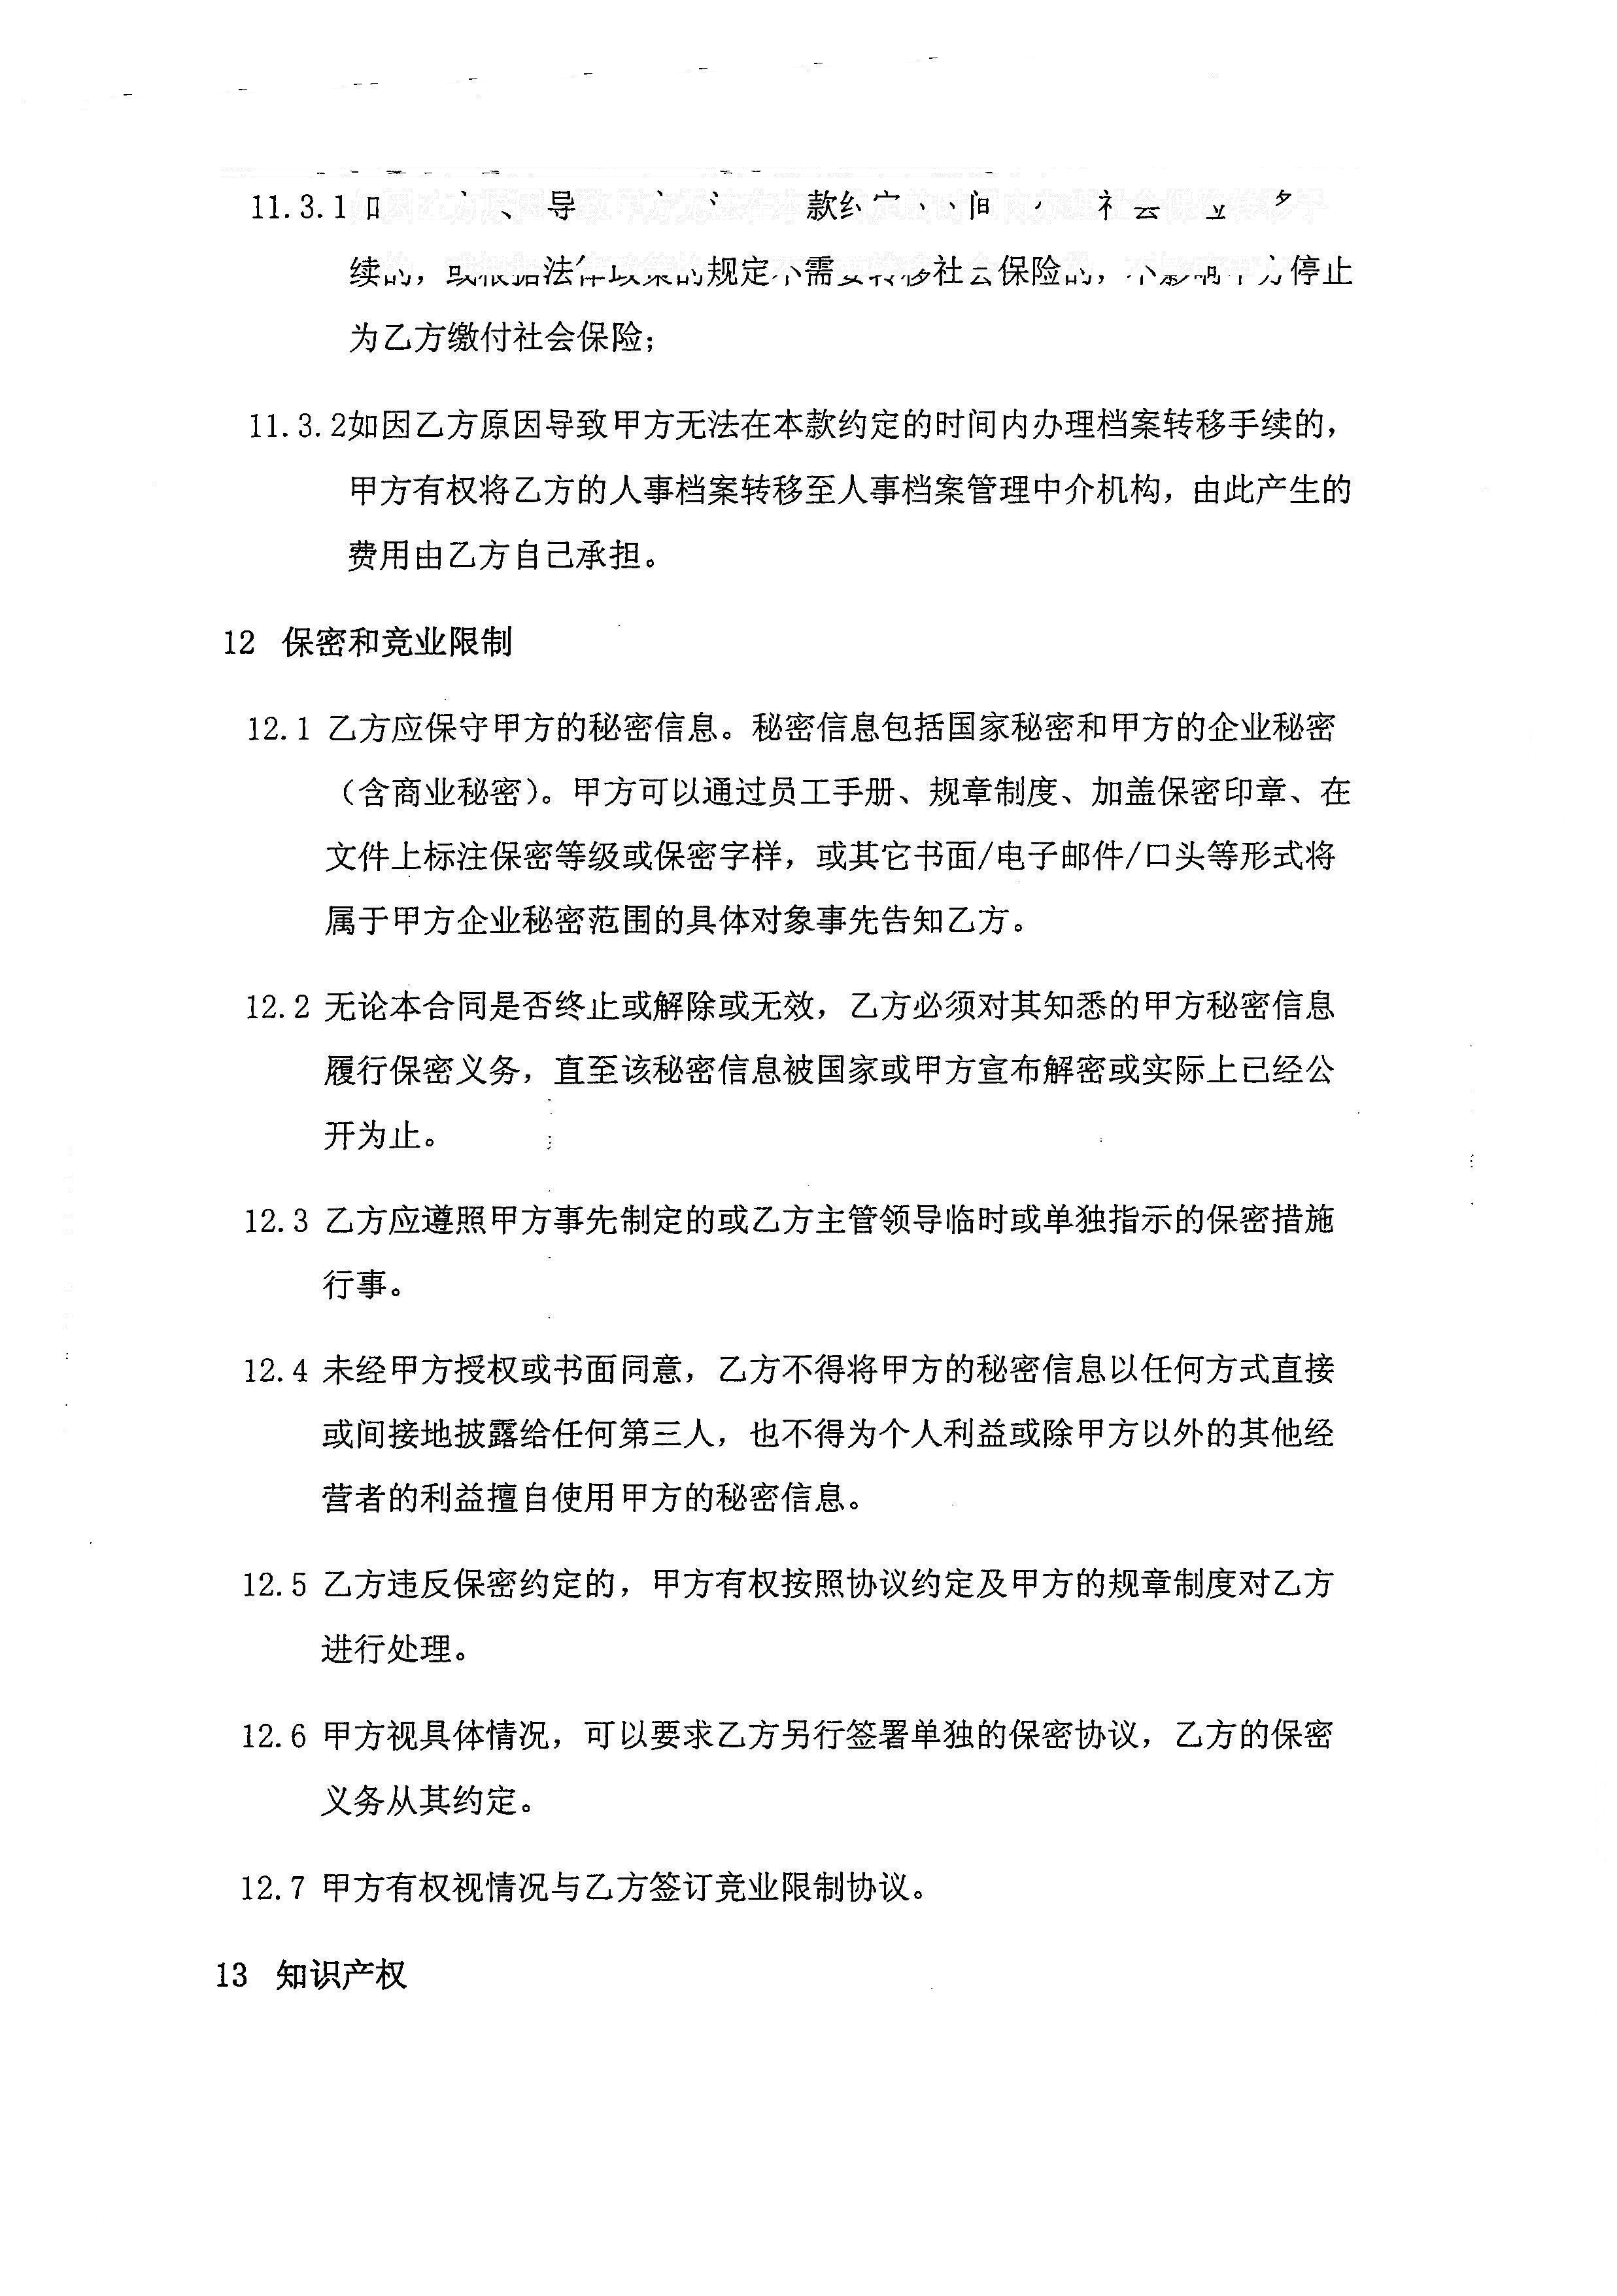 11.3.1 导 款约 间 社会
续的，或根据法律政策的规定不需要转移社会保险的，不影响甲方停止
为乙方缴付社会保险；
11.3.2如因乙方原因导致甲方无法在本款约定的时间内办理档案转移手续的，
甲方有权将乙方的人事档案转移至人事档案管理中介机构，由此产生的
费用由乙方自己承担。
12 保密和竞业限制
12.1 乙方应保守甲方的秘密信息。秘密信息包括国家秘密和甲方的企业秘密
（含商业秘密）。甲方可以通过员工手册、规章制度、加盖保密印章、在
文件上标注保密等级或保密字样，或其它书面/电子邮件/口头等形式将
属于甲方企业秘密范围的具体对象事先告知乙方。
12.2 无论本合同是否终止或解除或无效，乙方必须对其知悉的甲方秘密信息
履行保密义务，直至该秘密信息被国家或甲方宣布解密或实际上已经公
开为止。
12.3 乙方应遵照甲方事先制定的或乙方主管领导临时或单独指示的保密措施
行事。
12.4 未经甲方授权或书面同意，乙方不得将甲方的秘密信息以任何方式直接
或间接地披露给任何第三人，也不得为个人利益或除甲方以外的其他经
营者的利益擅自使用甲方的秘密信息。
12.5 乙方违反保密约定的，甲方有权按照协议约定及甲方的规章制度对乙方
进行处理。
12.6 甲方视具体情况，可以要求乙方另行签署单独的保密协议，乙方的保密
义务从其约定。
12.7 甲方有权视情况与乙方签订竞业限制协议。
13 知识产权